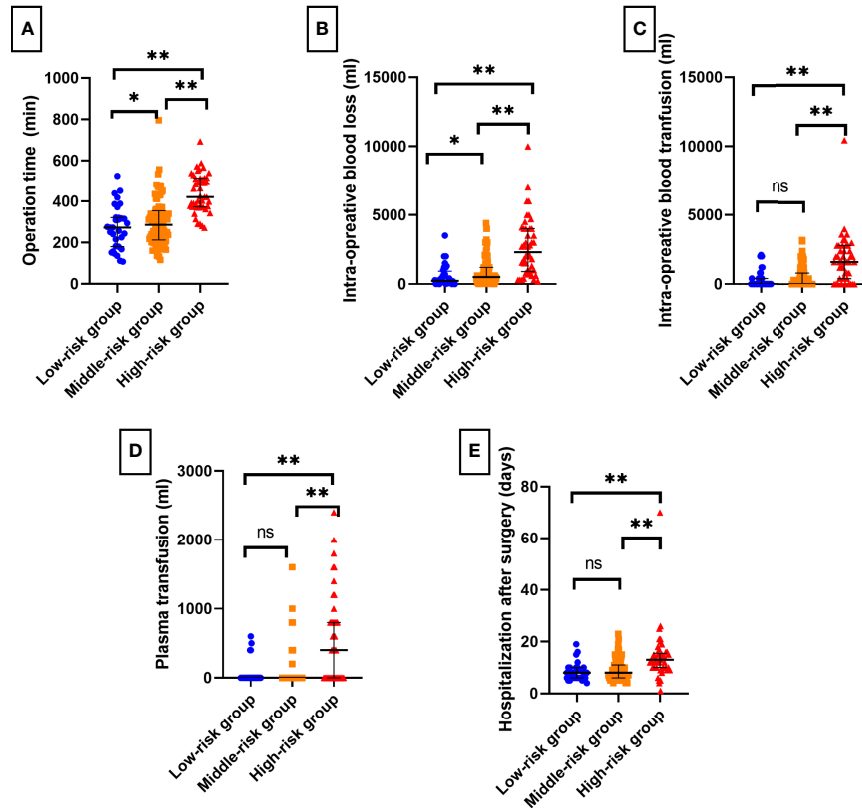 A
Operation time (min)
1000
800
600
400
200
0
**
*
**
Low-risk group
Middle-risk group
High-risk group
B
Intra-opreative blood loss (ml)
15000
10000
5000
0
**
*
**
Low-risk group
Middle-risk group
High-risk group
C
Intra-opreative blood tranfusion (ml)
15000
10000
5000
0
**
ns
**
Low-risk group
Middle-risk group
High-risk group
D
Plasma transfusion (ml)
3000
2000
1000
0
**
ns
**
Low-risk group
Middle-risk group
High-risk group
E
Hospitalization after surgery (days)
80
60
40
20
0
**
ns
**
Low-risk group
Middle-risk group
High-risk group